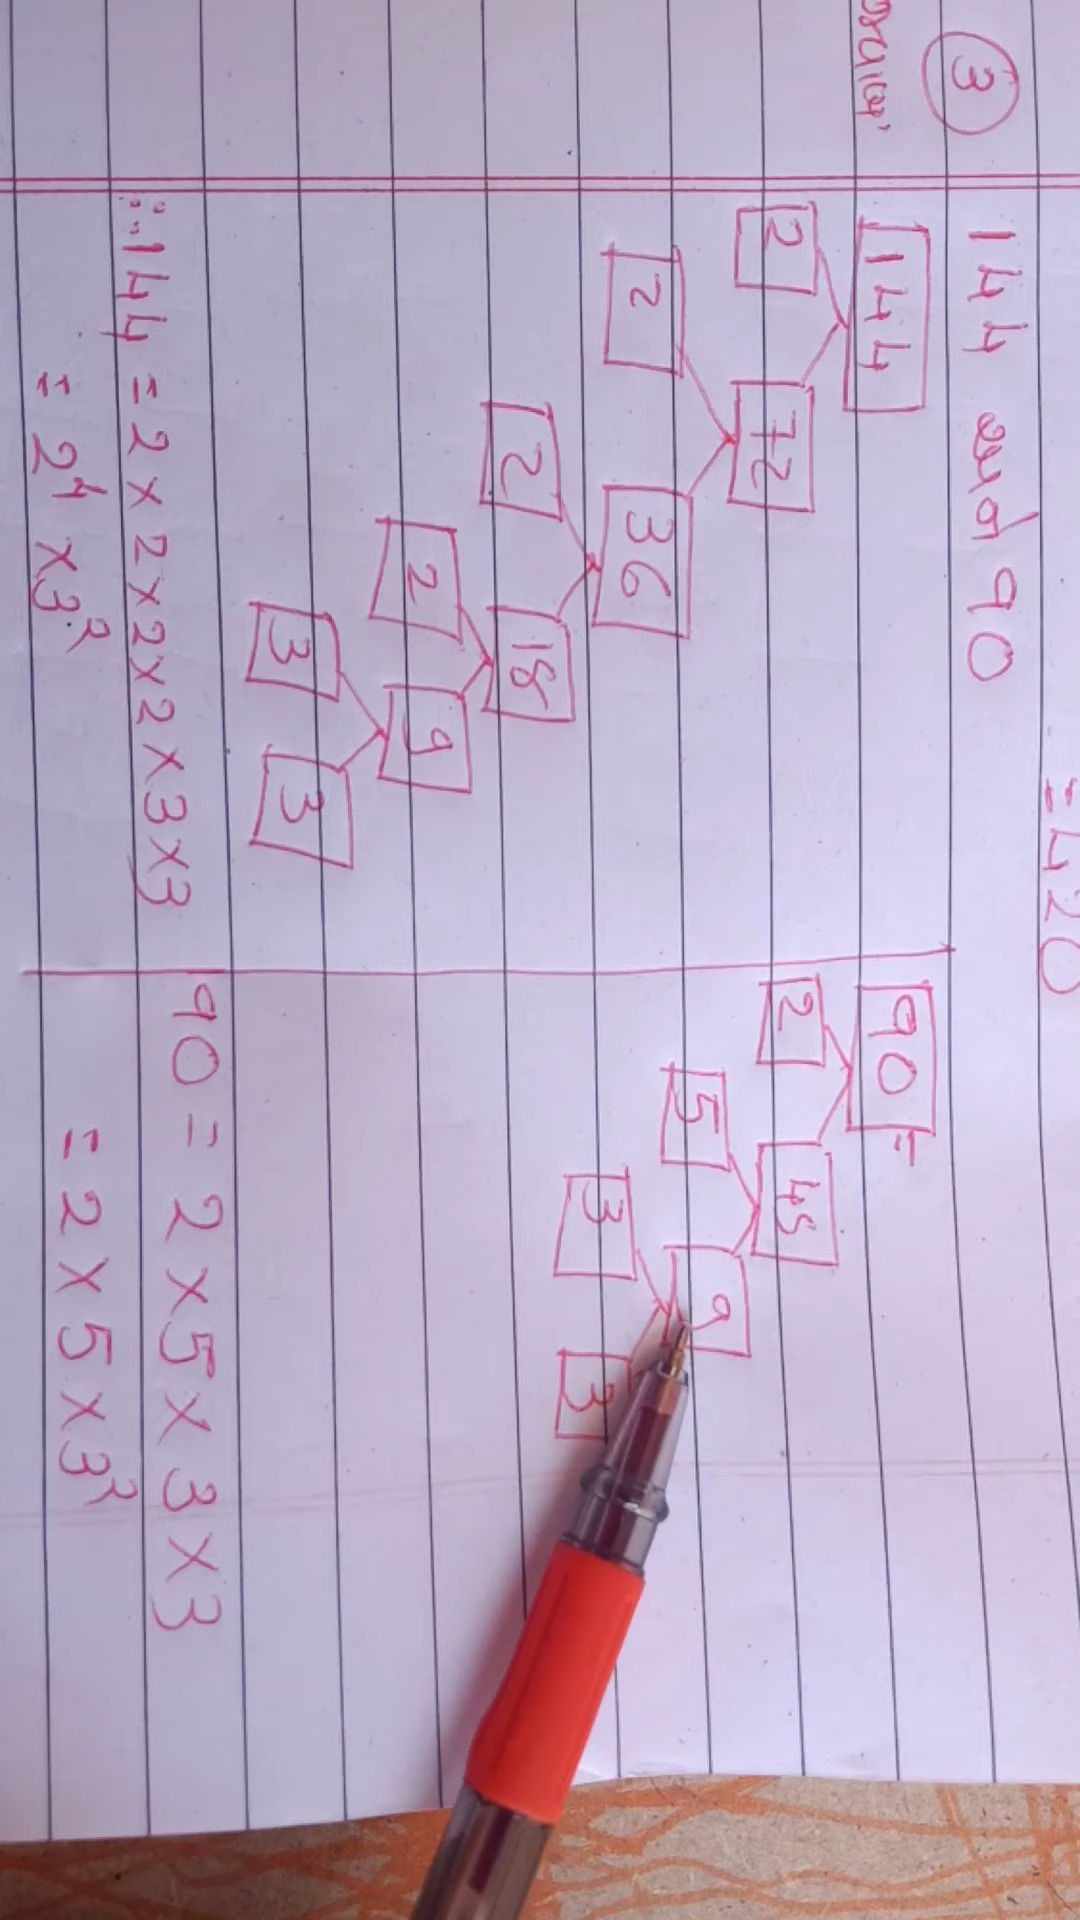 = 420
③ 144 અને 90
144
90 =
2 72
2 45
2 36
5 9
2 18
3 3
2 9
3 3
∴ 144 = 2 × 2 × 2 × 2 × 3 × 3
90 = 2 × 5 × 3 × 3
= 2⁴ × 3²
= 2 × 5 × 3²